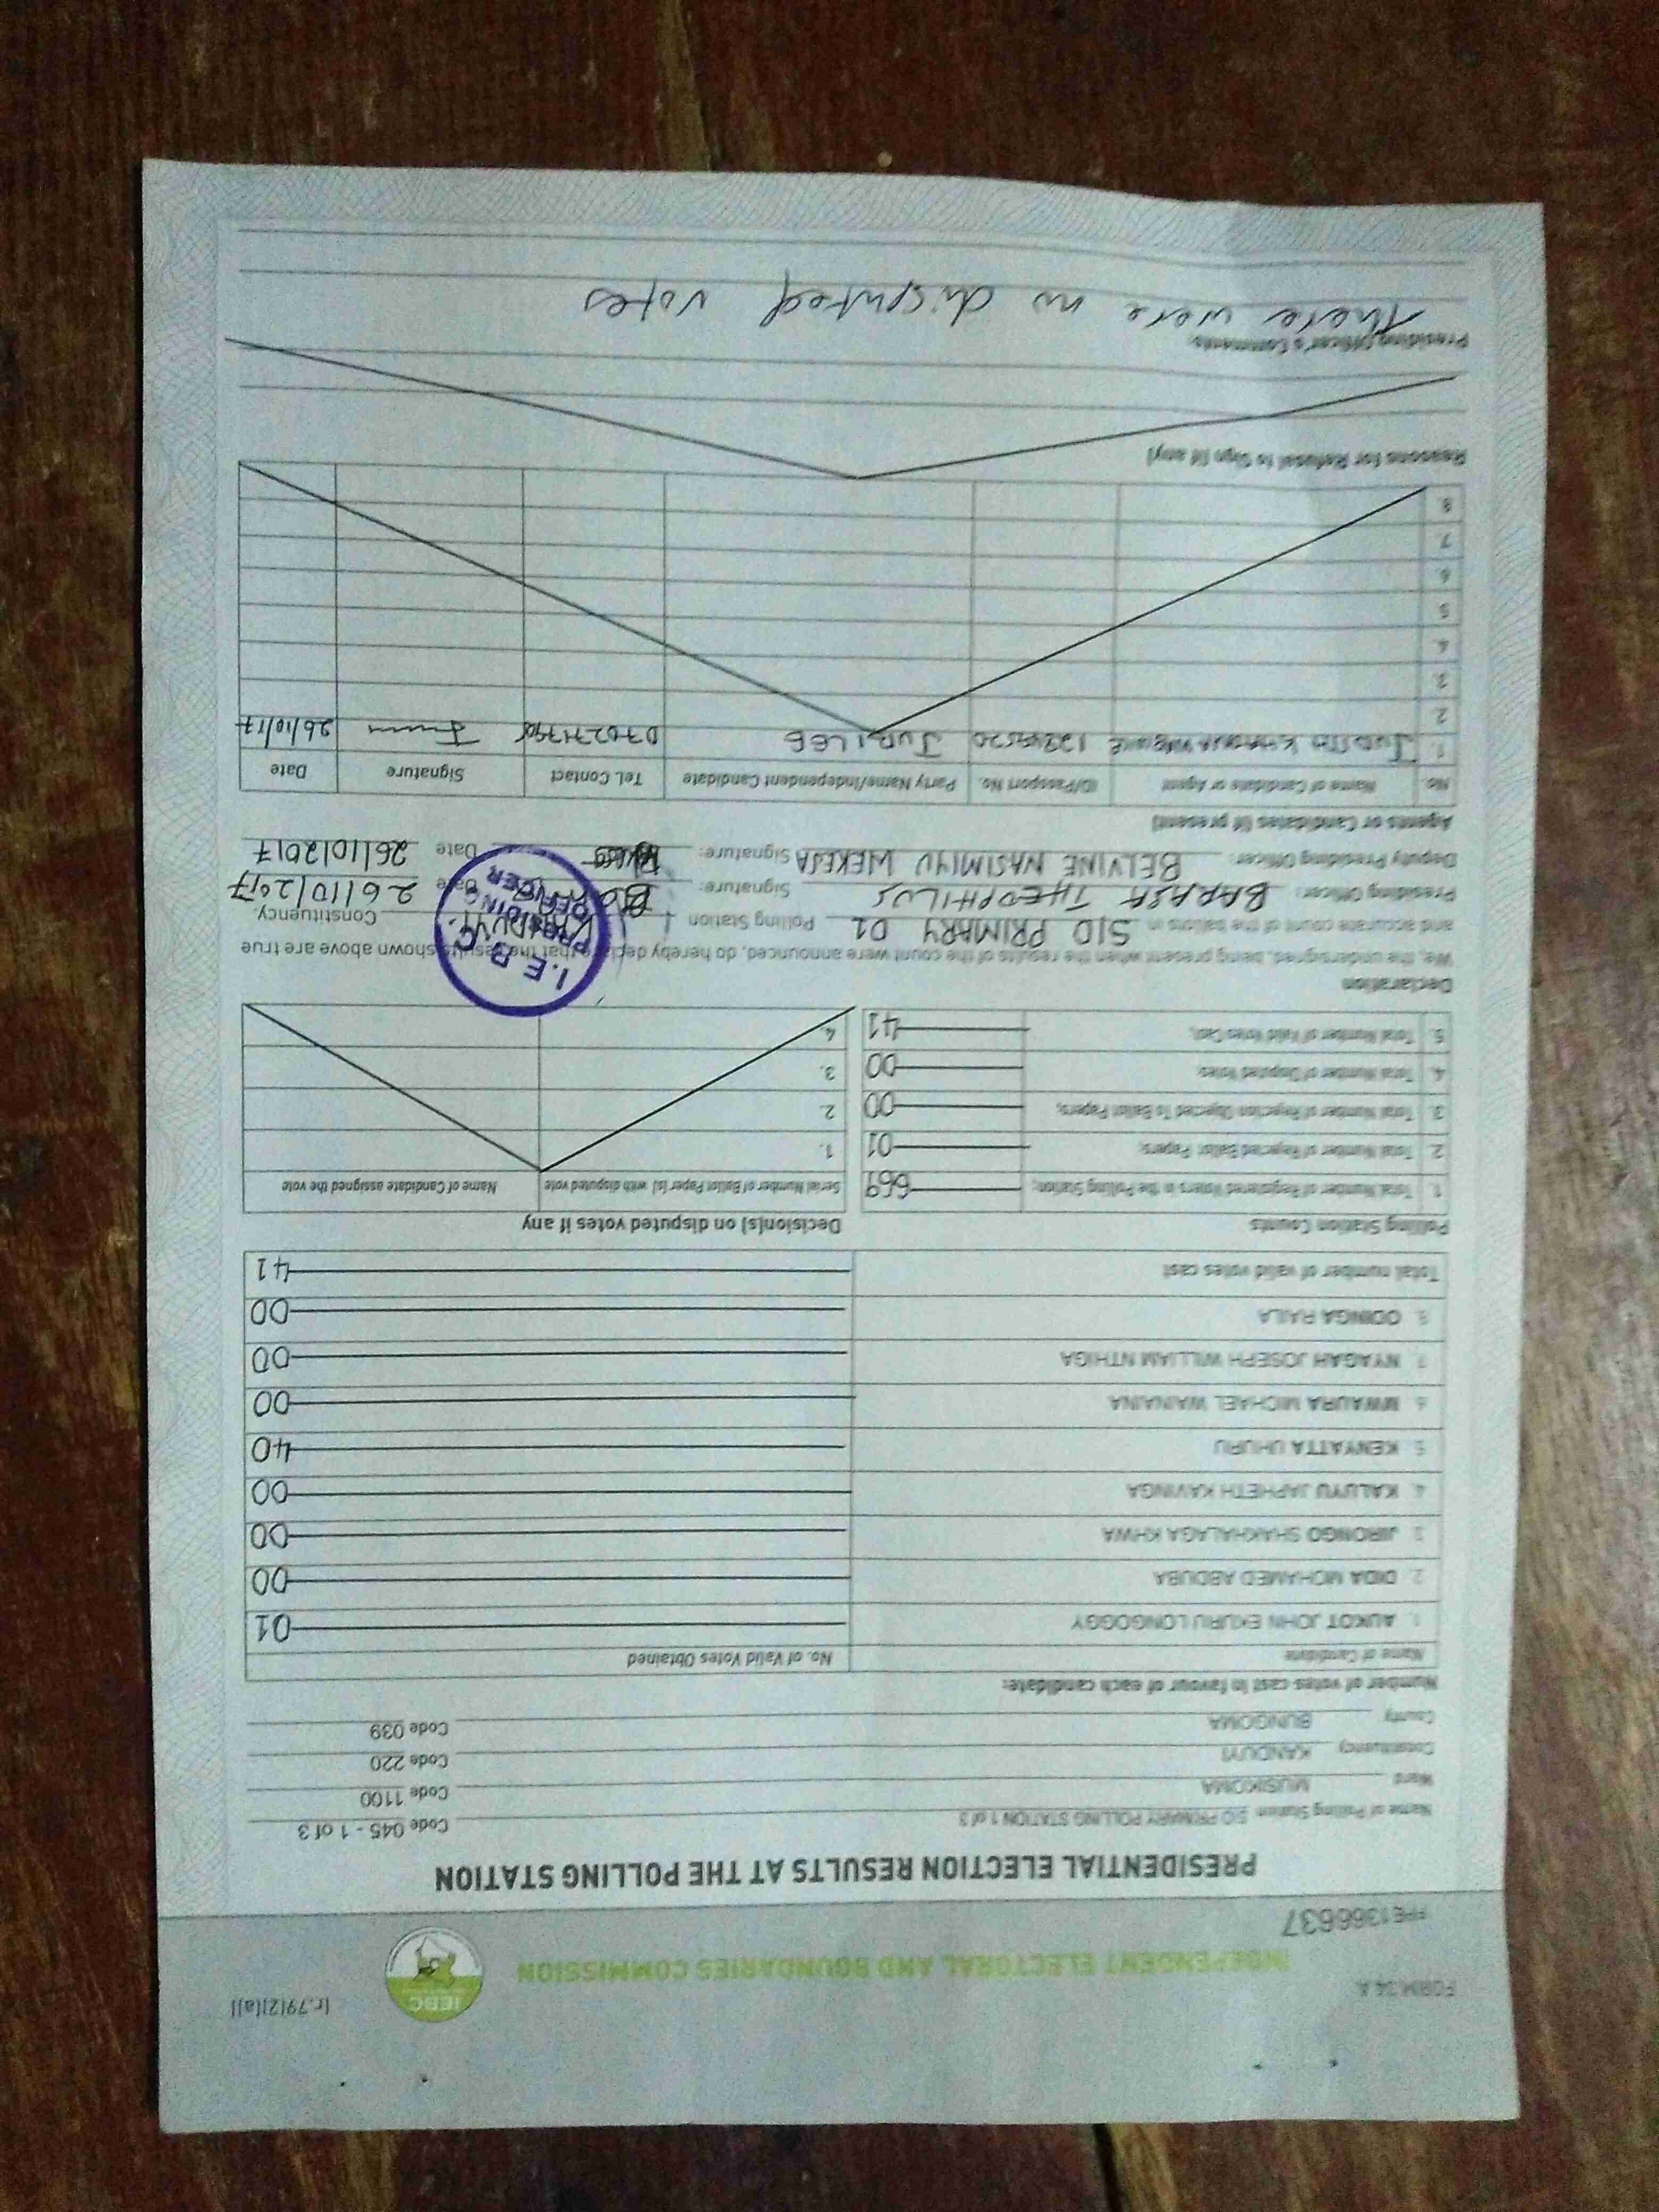 FORM 34 A
[r.79(2)(a)]
INDEPENDENT ELECTORAL AND BOUNDARIES COMMISSION
IEBC
PRESIDENTIAL ELECTION RESULTS AT THE POLLING STATION
Name of Polling Station SIO PRIMARY POLLING STATION 1 of 3 Code 045 - 1 of 3
Ward MUSIKOMA Code 1100
Constituency KANDUYI Code 220
County BUNGOMA Code 039
Number of votes cast in favour of each candidate:
Name of Candidate No. of Valid Votes Obtained
1. AUKOT JOHN EKURU LONGOGGY 01
2. DIDA MOHAMED ABDUBA 00
3. JIRONGO SHAKHALAGA KHWA 00
4. KALUYU JAPHETH KAVINGA 00
5. KENYATTA UHURU 40
6. MWAURA MICHAEL WAINAINA 00
7. NYAGAH JOSEPH WILLIAM NTHIGA 00
8. ODINGA RAILA 00
Total number of valid votes cast 41
Polling Station Counts
1. Total Number of Registered Voters in the Polling Station; 669
2. Total Number of Rejected Ballot Papers; 01
3. Total Number of Rejection Objected To Ballot Papers; 00
4. Total Number of Disputed Votes; 00
5. Total Number of Valid Votes Cast; 41
Decision[s] on disputed votes if any
Serial Number of Ballot Paper [s] with disputed vote Name of Candidate assigned the vote
1.
2.
3.
4.
Declaration
We, the undersigned, being present when the results of the count were announced, do hereby declare that the results shown above are true
and accurate count of the ballots in SIO PRIMARY 01 Polling Station KANDUYI Constituency.
Presiding Officer: BARASA THEOPHILUS Signature: Date 26/10/2017
Deputy Presiding Officer: BELVINE NASIMIYU WEKESA Signature: Date 26/10/2017
I.E.B.C.
PRESIDING
OFFICER
Agents or Candidates (if present)
No. Name of Candidate or Agent ID/Passport No. Party Name/Independent Candidate Tel. Contact Signature Date
1. JUDITH JUBILEE 26/10/17
2
3.
4.
5
6
7
8
Reasons for Refusal to Sign (if any)
Presiding Officer's Comments:
There were no disputed votes